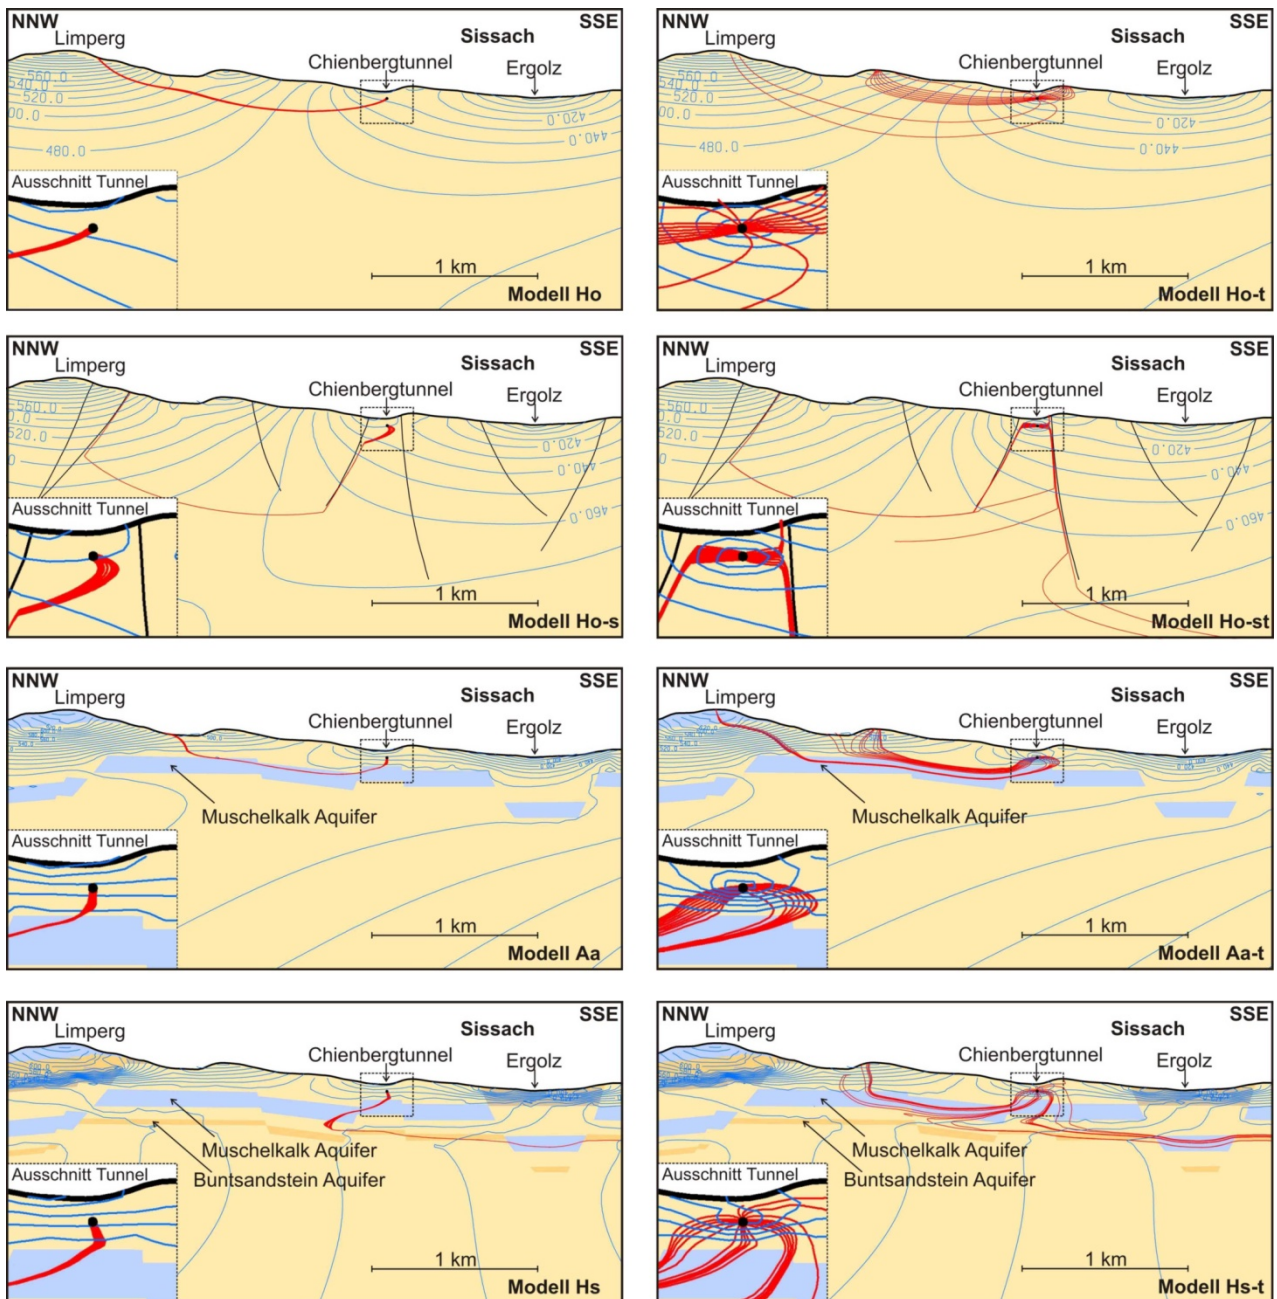 NNW Sissach SSE
Limperg
Chienbergtunnel Ergolz
560.0
540.0
520.0
00.0
480.0
420.0
440.0
Ausschnitt Tunnel
1 km
Modell Ho
NNW Sissach SSE
Limperg
Chienbergtunnel Ergolz
560.0
540.0
520.0
00.0
480.0
420.0
440.0
Ausschnitt Tunnel
1 km
Modell Ho-t
NNW Sissach SSE
Limperg
Chienbergtunnel
Ergolz
560.0
0.0
520.0
0
420.0
440.0
460.0
Ausschnitt Tunnel
1 km
Modell Ho-s
NNW Sissach SSE
Limperg
Chienbergtunnel
Ergolz
560.0
0.0
520.0
0
420.0
440.0
460.0
Ausschnitt Tunnel
1 km
Modell Ho-st
NNW Sissach SSE
Limperg
Chienbergtunnel Ergolz
Muschelkalk Aquifer
Ausschnitt Tunnel
1 km
Modell Aa
NNW Sissach SSE
Limperg
Chienbergtunnel Ergolz
Muschelkalk Aquifer
Ausschnitt Tunnel
1 km
Modell Aa-t
NNW Sissach SSE
Limperg
Chienbergtunnel
Ergolz
Muschelkalk Aquifer
Buntsandstein Aquifer
Ausschnitt Tunnel
1 km
Modell Hs
NNW Sissach SSE
Limperg
Chienbergtunnel
Ergolz
Muschelkalk Aquifer
Buntsandstein Aquifer
Ausschnitt Tunnel
1 km
Modell Hs-t